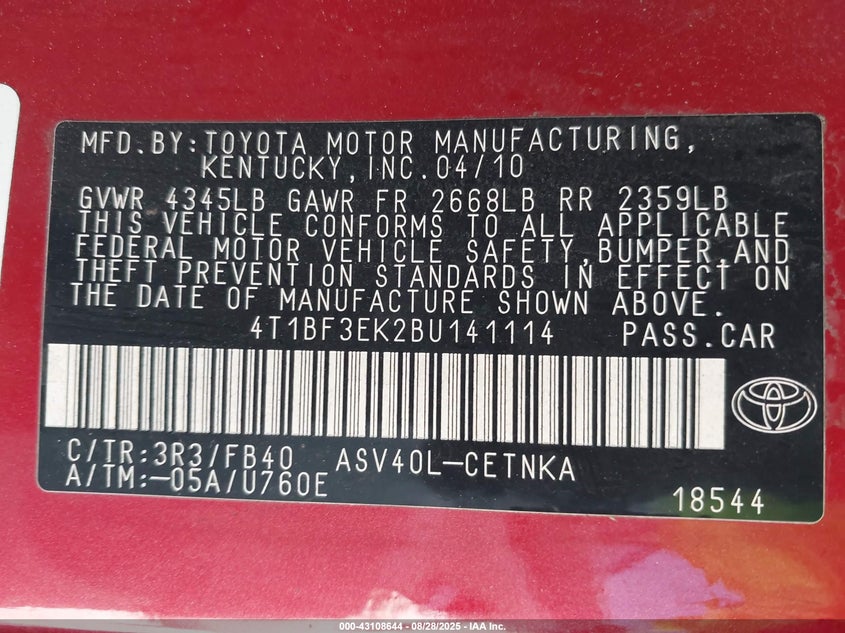 MFD.BY:TOYOTA MOTOR MANUFACTURING,
KENTUCKY,INC.04/10
GVWR 4345LB GAWR FR 2668LB RR 2359LB
THIS VEHICLE CONFORMS TO ALL APPLICABLE
FEDERAL MOTOR VEHICLE SAFETY,BUMPER,AND
THEFT PREVENTION STANDARDS IN EFFECT ON
THE DATE OF MANUFACTURE SHOWN ABOVE.
4T1BF3EK2BU141114 PASS.CAR
C/TR:3R3/FB40 ASV40L-CETNKA
A/TM:-05A/U760E
18544
000-43108644 / 08/28/2025 - IAA Inc.